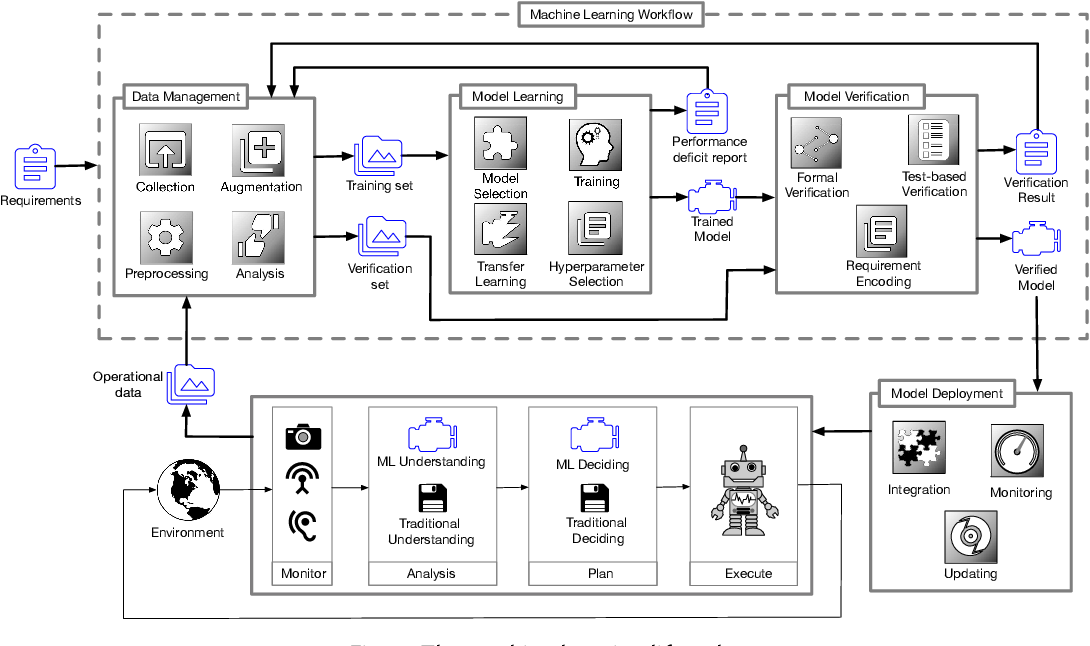 Machine Learning Workflow
Data Management
Model Learning
Model Verification
Collection
Augmentation
Preprocessing
Analysis
Requirements
Training set
Verification
set
Model
Selection
Training
Transfer
Learning
Hyperparameter
Selection
Performance
deficit report
Trained
Model
Formal
Verification
Test-based
Verification
Requirement
Encoding
Verification
Result
Verified
Model
Operational
data
Model Deployment
Integration
Monitoring
Updating
Environment
ML Understanding
Traditional
Understanding
ML Deciding
Traditional
Deciding
Monitor
Analysis
Plan
Execute